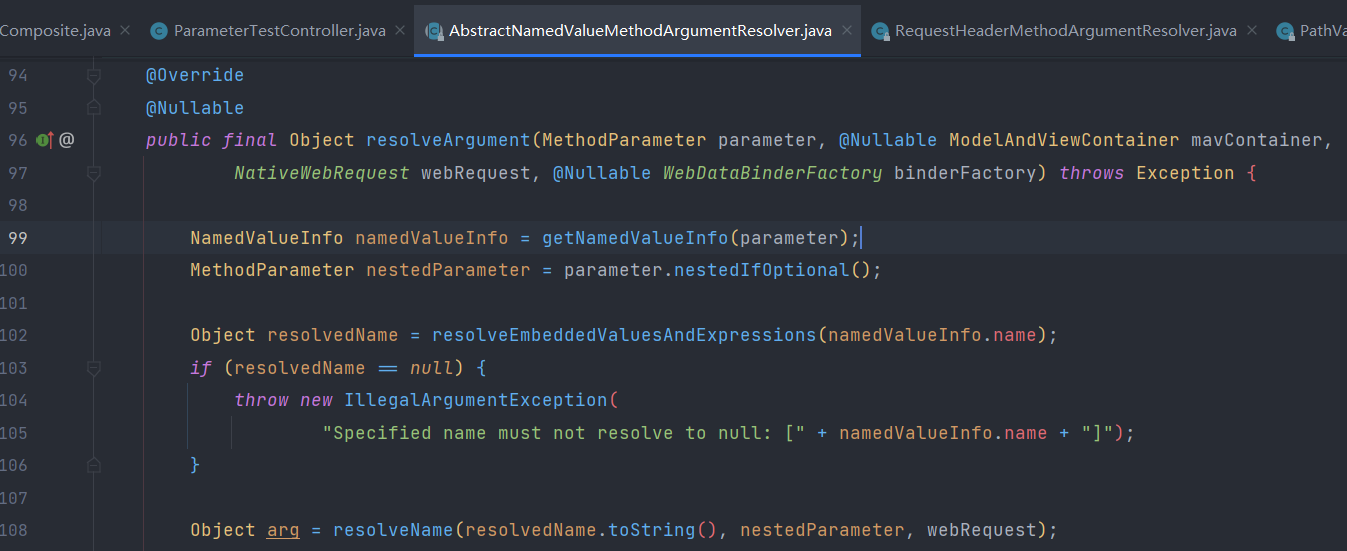 Composite.java × ParameterTestController.java × AbstractNamedValueMethodArgumentResolver.java × RequestHeaderMethodArgumentResolver.java × PathVa
94 @Override
95 @Nullable
96 @ public final Object resolveArgument(MethodParameter parameter, @Nullable ModelAndViewContainer mavContainer,
97 NativeWebRequest webRequest, @Nullable WebDataBinderFactory binderFactory) throws Exception {
98
99 NamedValueInfo namedValueInfo = getNamedValueInfo(parameter);
100 MethodParameter nestedParameter = parameter.nestedIfOptional();
101
102 Object resolvedName = resolveEmbeddedValuesAndExpressions(namedValueInfo.name);
103 if (resolvedName == null) {
104 throw new IllegalArgumentException(
105 "Specified name must not resolve to null: [" + namedValueInfo.name + "]");
106 }
107
108 Object arg = resolveName(resolvedName.toString(), nestedParameter, webRequest);